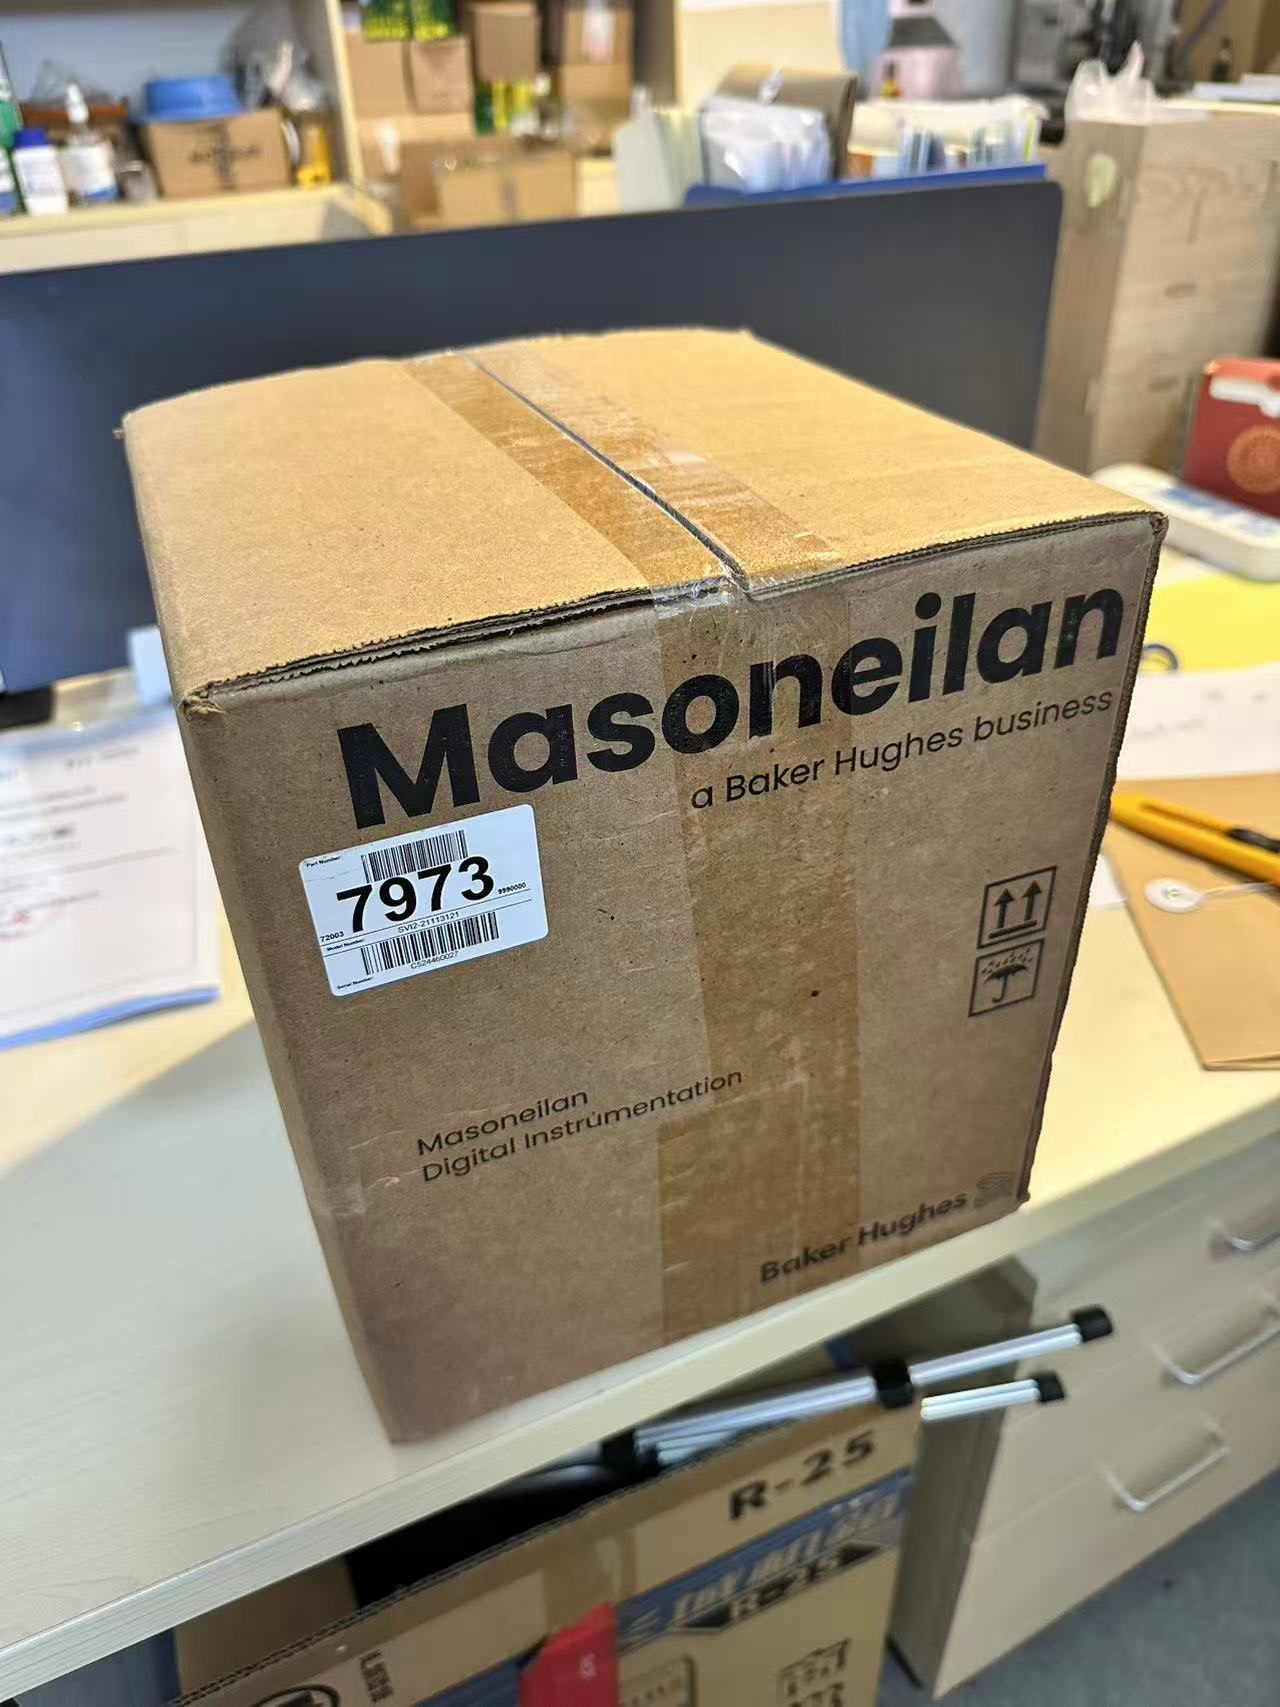 Masoneilan
a Baker Hughes business
Part Number:
72003 7973 9990000
SVI2-21113121
Model Number:
CS24460027
Serial Number:
Masoneilan
Digital Instrumentation
Baker Hughes
R-25